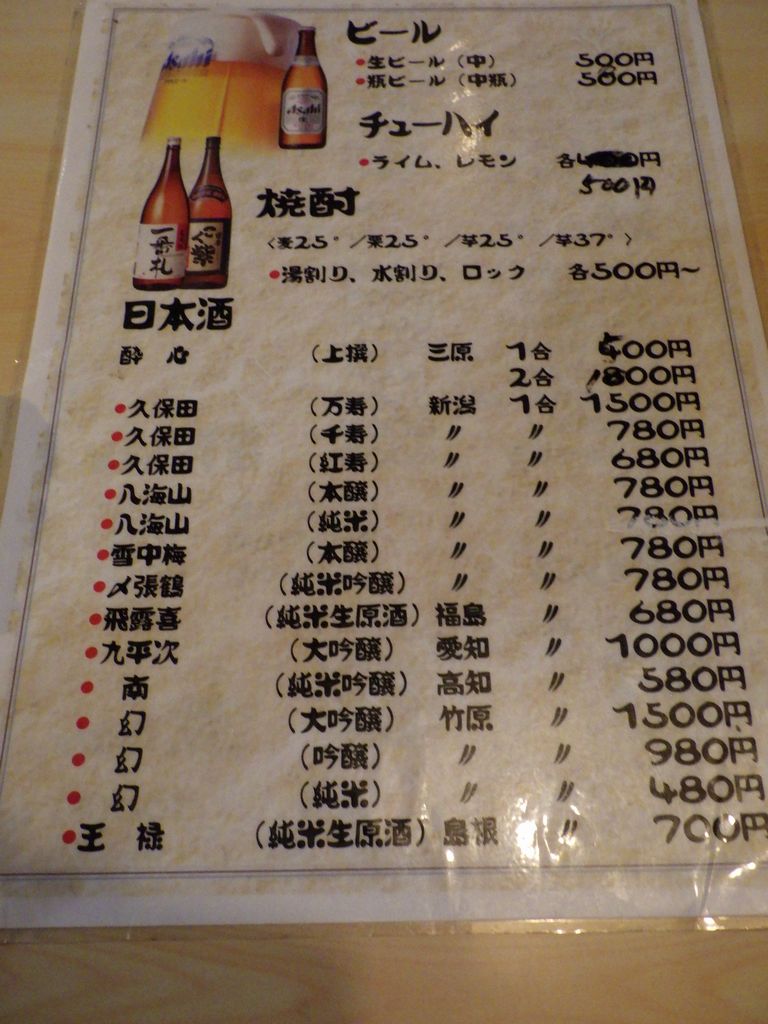 ビール
•生ビール（中） 500円
•瓶ビール（中瓶） 500円
チューハイ
•ライム、レモン 各 円
500円
焼酎
〈麦25°／栗25°／芋25°／芋37°〉
•湯割り、水割り、ロック 各500円～
日本酒
酔心 （上撰） 三原 1合 500円
2合 円
•久保田 （万寿） 新潟 1合 1500円
•久保田 （千寿） 〃 〃 780円
•久保田 （紅寿） 〃 〃 680円
•八海山 （本醸） 〃 〃 780円
•八海山 （純米） 〃 〃 780円
•雪中梅 （本醸） 〃 〃 780円
•〆張鶴 （純米吟醸） 〃 〃 780円
•飛露喜 （純米生原酒） 福島 〃 680円
•九平次 （大吟醸） 愛知 〃 1000円
•南 （純米吟醸） 高知 〃 580円
•幻 （大吟醸） 竹原 〃 1500円
•幻 （吟醸） 〃 〃 980円
•幻 （純米） 〃 〃 480円
•王禄 （純米生原酒） 島根 〃 700円
Asahi
Asahi
一番札